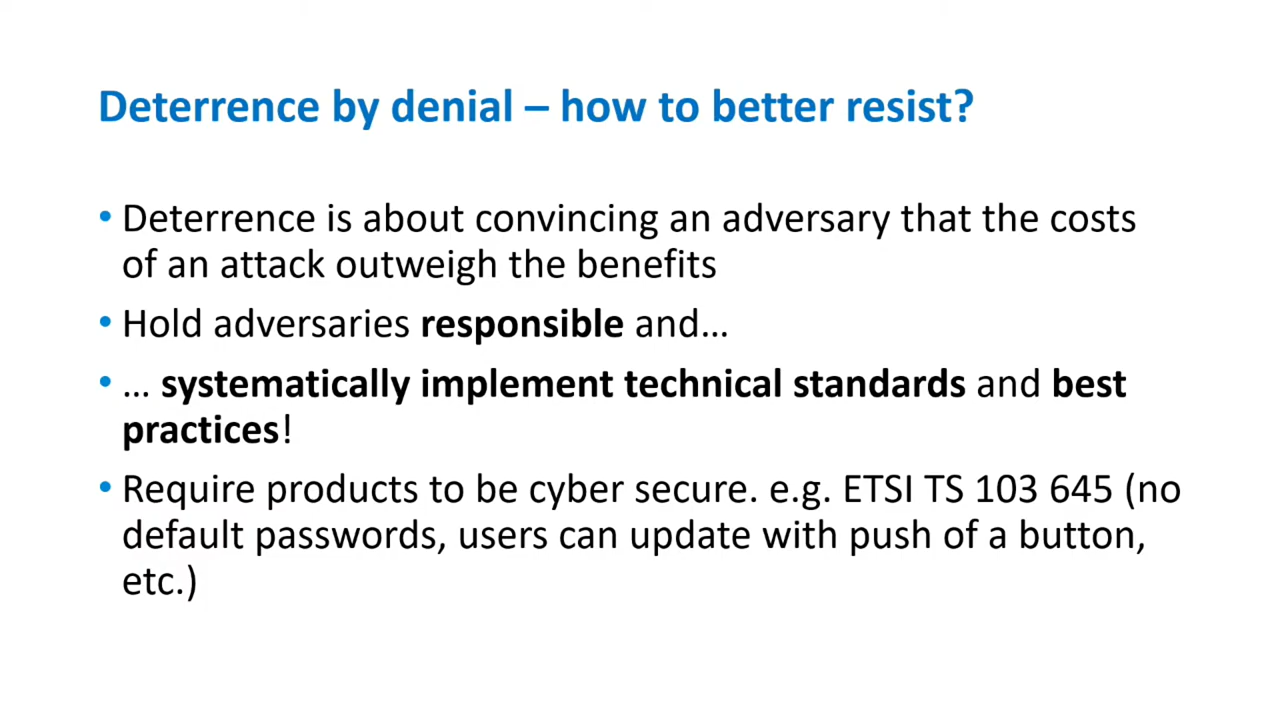 Deterrence by denial – how to better resist?
• Deterrence is about convincing an adversary that the costs
of an attack outweigh the benefits
• Hold adversaries responsible and…
• … systematically implement technical standards and best
practices!
• Require products to be cyber secure. e.g. ETSI TS 103 645 (no
default passwords, users can update with push of a button,
etc.)